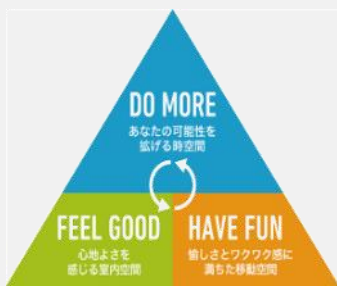 DO MORE
あなたの可能性を
拡げる時空間
FEEL GOOD
心地よさを
感じる室内空間
HAVE FUN
愉しさとワクワク感に
満ちた移動空間